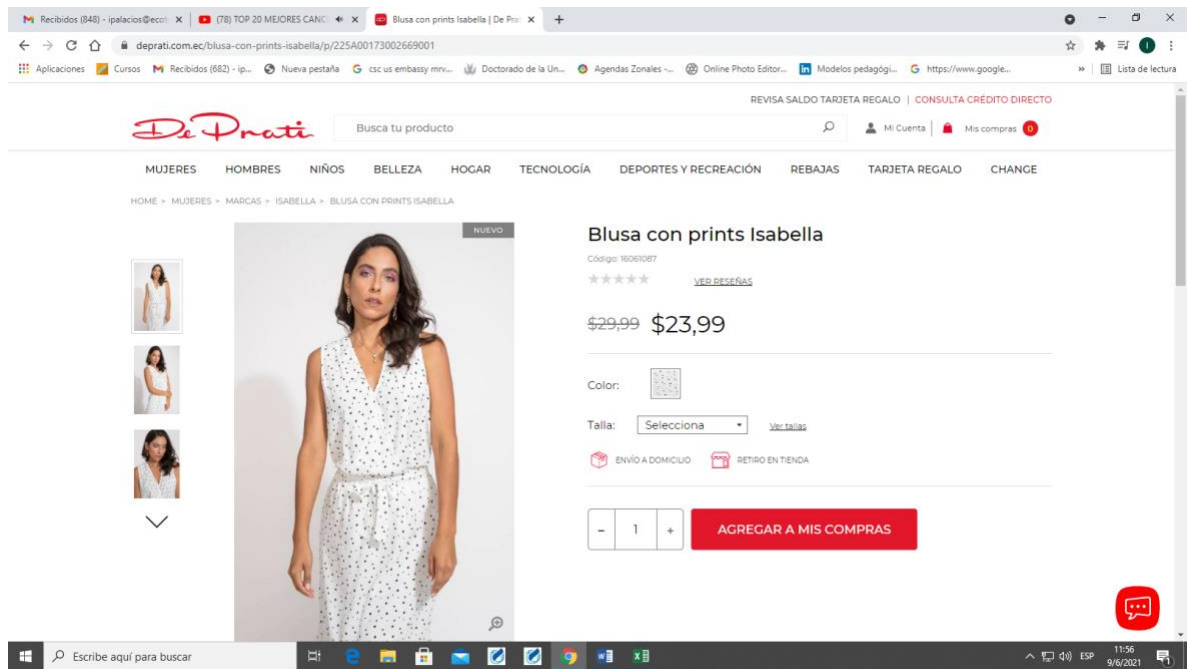 Recibidos (848) - ipalacios@ecot
(78) TOP 20 MEJORES CANCI
Blusa con prints Isabella | De Pra
deprati.com.ec/blusa-con-prints-isabella/p/225A00173002669001
Aplicaciones
Cursos
Recibidos (682) - ip...
Nueva pestaña
csc us embassy mrv...
Doctorado de la Un...
Agendas Zonales -...
Online Photo Editor...
Modelos pedagógi...
https://www.google...
Lista de lectura
REVISA SALDO TARJETA REGALO | CONSULTA CRÉDITO DIRECTO
De Prati
Busca tu producto
Mi Cuenta
Mis compras 0
MUJERES HOMBRES NIÑOS BELLEZA HOGAR TECNOLOGÍA DEPORTES Y RECREACIÓN REBAJAS TARJETA REGALO CHANGE
HOME > MUJERES > MARCAS > ISABELLA > BLUSA CON PRINTS ISABELLA
NUEVO
Blusa con prints Isabella
Código: 16061087
VER RESEÑAS
$29,99 $23,99
Color:
Talla: Selecciona Ver tallas
ENVÍO A DOMICILIO RETIRO EN TIENDA
- 1 +
AGREGAR A MIS COMPRAS
Escribe aquí para buscar
ESP
11:56
9/6/2021
1